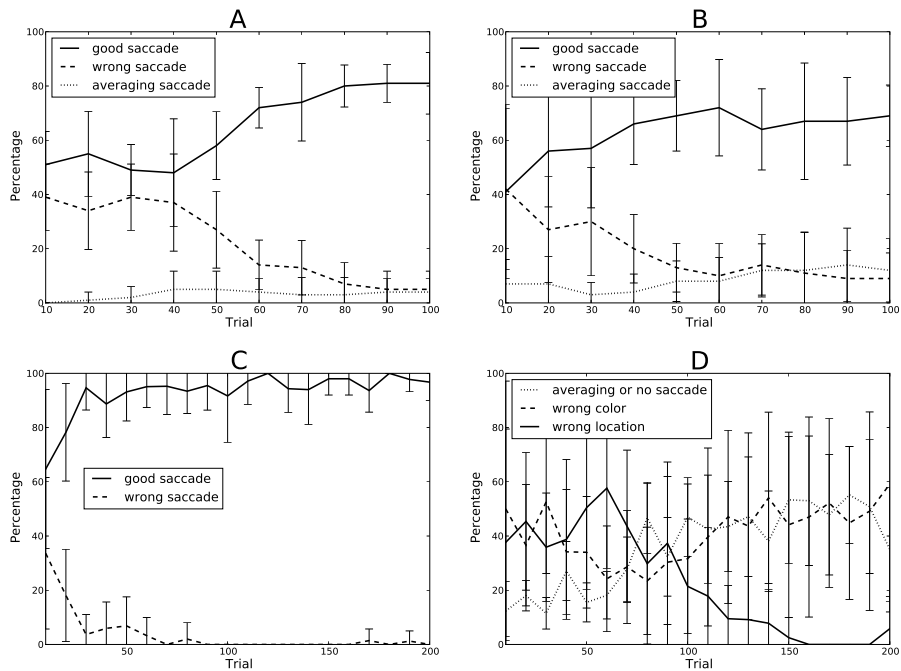 A
100
80
60
40
20
0
Percentage
good saccade
wrong saccade
averaging saccade
10 20 30 40 50 60 70 80 90 100
Trial
B
100
80
60
40
20
0
Percentage
good saccade
wrong saccade
averaging saccade
10 20 30 40 50 60 70 80 90 100
Trial
C
100
80
60
40
20
0
Percentage
good saccade
wrong saccade
50 100 150 200
Trial
D
100
80
60
40
20
0
Percentage
averaging or no saccade
wrong color
wrong location
50 100 150 200
Trial